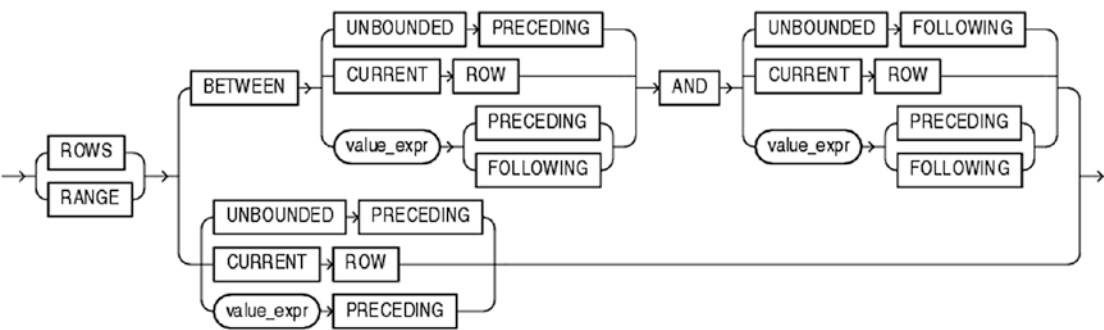 UNBOUNDED PRECEDING UNBOUNDED FOLLOWING
BETWEEN CURRENT ROW AND CURRENT ROW
value_expr PRECEDING value_expr PRECEDING
FOLLOWING FOLLOWING
ROWS
RANGE
UNBOUNDED PRECEDING
CURRENT ROW
value_expr PRECEDING